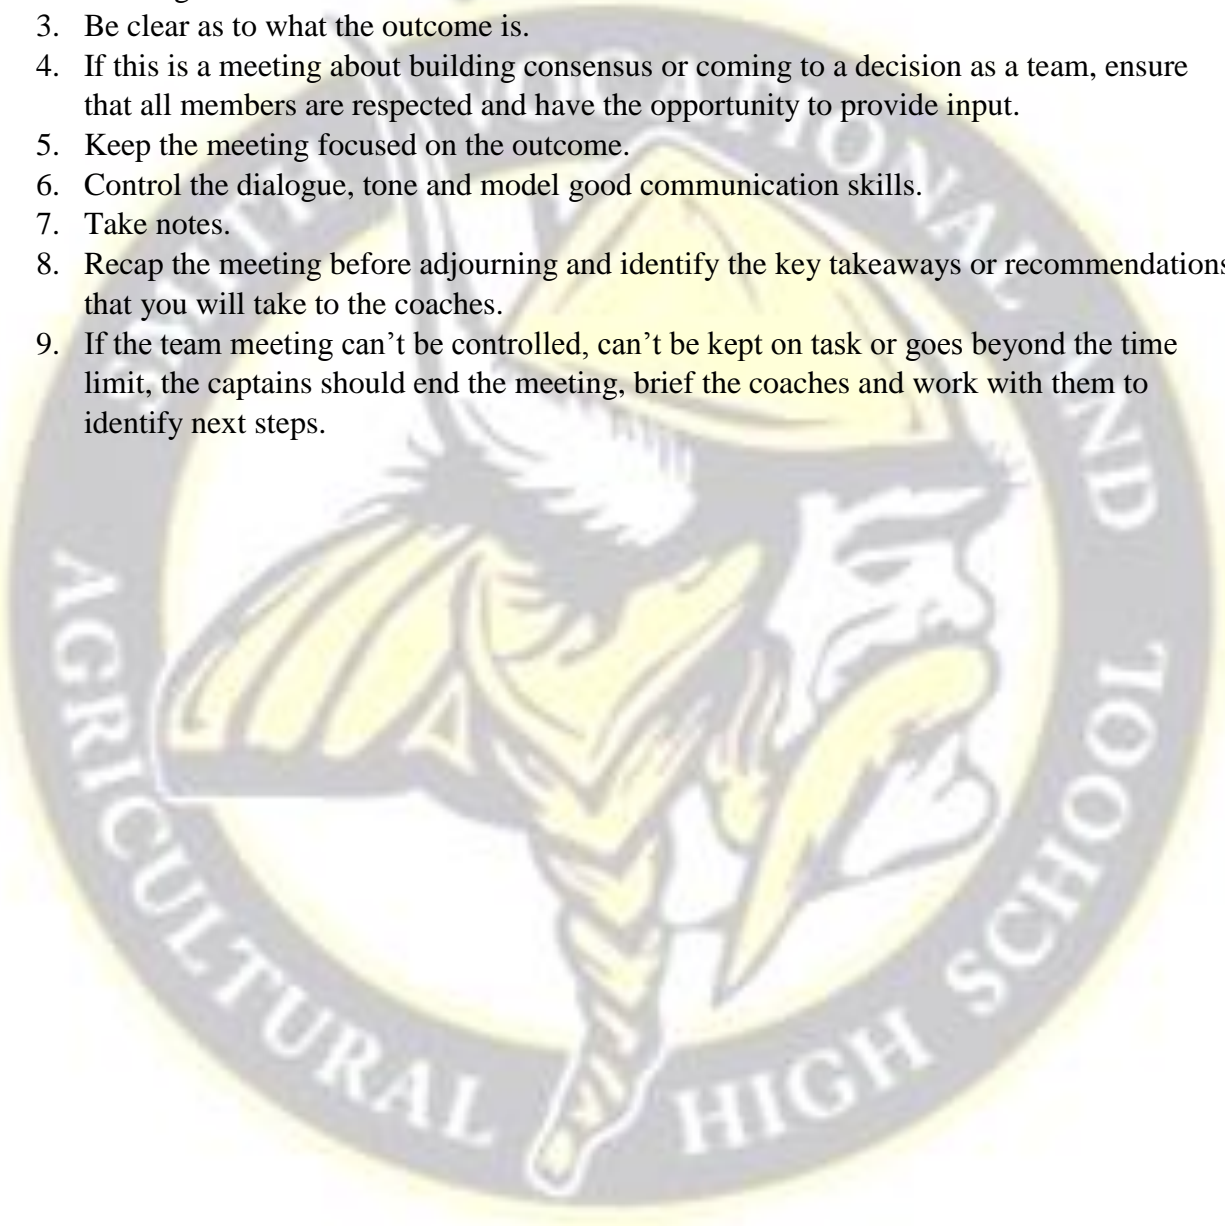 3. Be clear as to what the outcome is.
4. If this is a meeting about building consensus or coming to a decision as a team, ensure
that all members are respected and have the opportunity to provide input.
5. Keep the meeting focused on the outcome.
6. Control the dialogue, tone and model good communication skills.
7. Take notes.
8. Recap the meeting before adjourning and identify the key takeaways or recommendations
that you will take to the coaches.
9. If the team meeting can’t be controlled, can’t be kept on task or goes beyond the time
limit, the captains should end the meeting, brief the coaches and work with them to
identify next steps.
VOCATIONAL AND
AGRICULTURAL HIGH SCHOOL